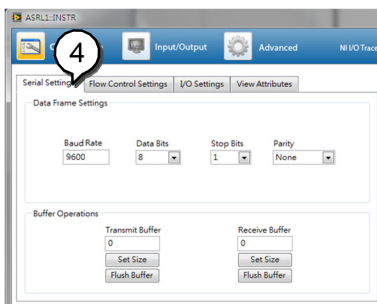 ASRL1::INSTR
4
Input/Output
Advanced
NI I/O Trace
Flow Control Settings
I/O Settings
View Attributes
Serial
Data Frame Settings
Baud Rate
Data Bits
Stop Bits
Parity
9600
8
1
None
Buffer Operations
Transmit Buffer
Receive Buffer
0
0
Set Size
Set Size
Flush Buffer
Flush Buffer